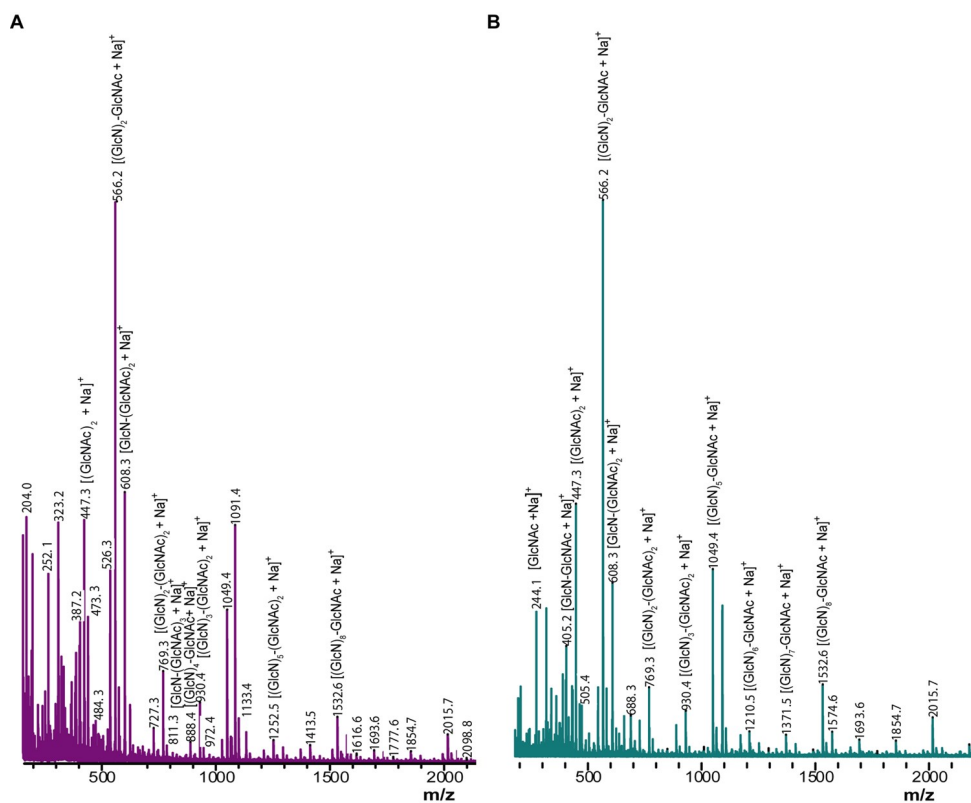 A
204.0
252.1
323.2
387.2
447.3 [(GlcNAc)₂ + Na]⁺
473.3
484.3
526.3
566.2 [(GlcN)₂-GlcNAc + Na]⁺
608.3 [GlcN-(GlcNAc)₂ + Na]⁺
727.3
769.3 [(GlcN)₂-(GlcNAc)₂ + Na]⁺
811.3 [GlcN-(GlcNAc)₃ + Na]⁺
888.4 [(GlcN)₄-GlcNAc+ Na]⁺
930.4 [(GlcN)₃-(GlcNAc)₂ + Na]⁺
972.4
1049.4
1091.4
1133.4
1252.5 [(GlcN)₅-(GlcNAc)₂ + Na]⁺
1413.5
1532.6 [(GlcN)₈-GlcNAc + Na]⁺
1616.6
1693.6
1777.6
1854.7
2015.7
2098.8
500
1000
1500
2000
m/z
B
244.1 [GlcNAc +Na]⁺
405.2 [GlcN-GlcNAc + Na]⁺
447.3 [(GlcNAc)₂ + Na]⁺
505.4
566.2 [(GlcN)₂-GlcNAc + Na]⁺
608.3 [GlcN-(GlcNAc)₂ + Na]⁺
688.3
769.3 [(GlcN)₂-(GlcNAc)₂ + Na]⁺
930.4 [(GlcN)₃-(GlcNAc)₂ + Na]⁺
1049.4 [(GlcN)₅-GlcNAc + Na]⁺
1210.5 [(GlcN)₆-GlcNAc + Na]⁺
1371.5 [(GlcN)₇-GlcNAc + Na]⁺
1532.6 [(GlcN)₈-GlcNAc + Na]⁺
1574.6
1693.6
1854.7
2015.7
500
1000
1500
2000
m/z